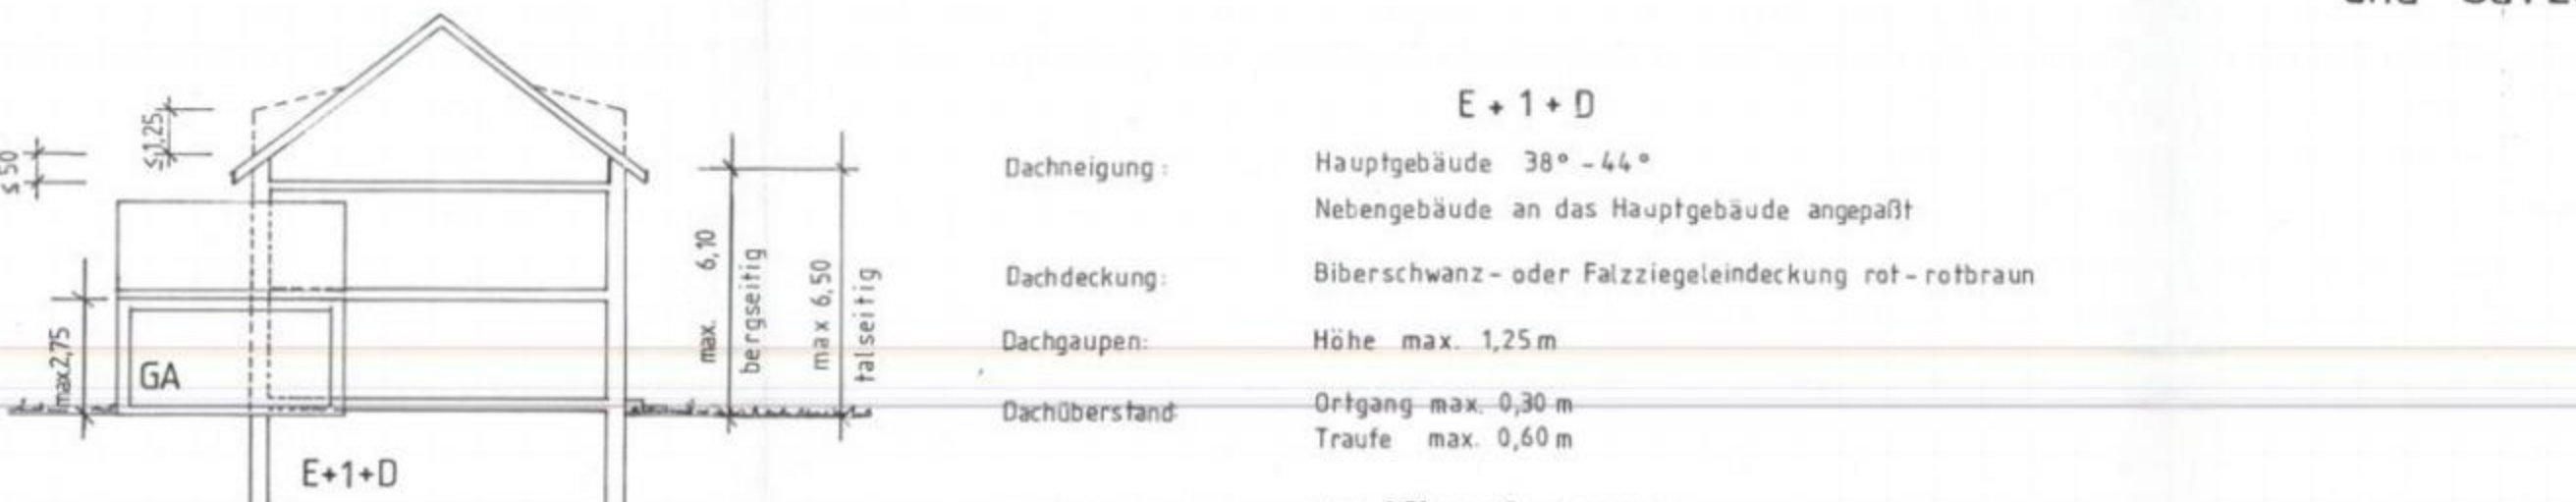 ≤ 50
≤ 1,25
max 2,75
GA
E+1+D
max. 6,10
bergseitig
max 6,50
talseitig
E + 1 + D
Dachneigung: Hauptgebäude 38° - 44°
Nebengebäude an das Hauptgebäude angepaßt
Dachdeckung: Biberschwanz- oder Falzziegeleindeckung rot-rotbraun
Dachgaupen: Höhe max. 1,25 m
Dachüberstand: Ortgang max. 0,30 m
Traufe max. 0,60 m